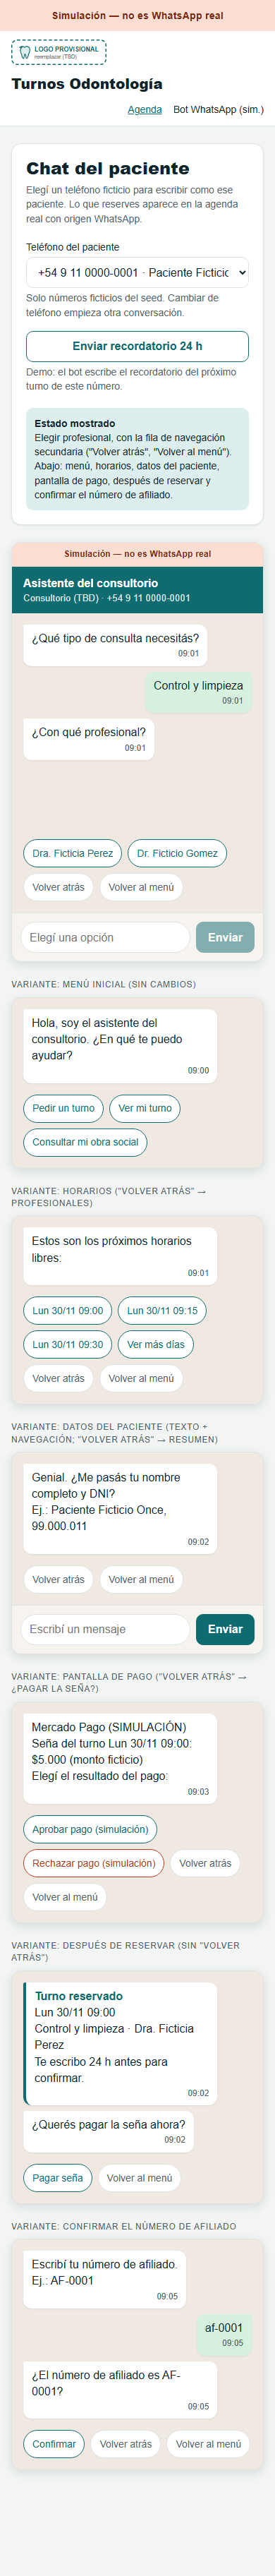 Simulación — no es WhatsApp real
LOGO PROVISIONAL
reemplazar (TBD)
Turnos Odontología
Agenda Bot WhatsApp (sim.)
Chat del paciente
Elegí un teléfono ficticio para escribir como ese
paciente. Lo que reserves aparece en la agenda
real con origen WhatsApp.
Teléfono del paciente
+54 9 11 0000-0001 · Paciente Ficticio
Solo números ficticios del seed. Cambiar de
teléfono empieza otra conversación.
Enviar recordatorio 24 h
Demo: el bot escribe el recordatorio del próximo
turno de este número.
Estado mostrado
Elegir profesional, con la fila de navegación
secundaria ("Volver atrás", "Volver al menú").
Abajo: menú, horarios, datos del paciente,
pantalla de pago, después de reservar y
confirmar el número de afiliado.
Simulación — no es WhatsApp real
Asistente del consultorio
Consultorio (TBD) · +54 9 11 0000-0001
¿Qué tipo de consulta necesitás?
09:01
Control y limpieza
09:01
¿Con qué profesional?
09:01
Dra. Ficticia Perez Dr. Ficticio Gomez
Volver atrás Volver al menú
Elegí una opción Enviar
VARIANTE: MENÚ INICIAL (SIN CAMBIOS)
Hola, soy el asistente del
consultorio. ¿En qué te puedo
ayudar?
09:00
Pedir un turno Ver mi turno
Consultar mi obra social
VARIANTE: HORARIOS ("VOLVER ATRÁS" →
PROFESIONALES)
Estos son los próximos horarios
libres:
09:01
Lun 30/11 09:00 Lun 30/11 09:15
Lun 30/11 09:30 Ver más días
Volver atrás Volver al menú
VARIANTE: DATOS DEL PACIENTE (TEXTO +
NAVEGACIÓN; "VOLVER ATRÁS" → RESUMEN)
Genial. ¿Me pasás tu nombre
completo y DNI?
Ej.: Paciente Ficticio Once,
99.000.011
09:02
Volver atrás Volver al menú
Escribí un mensaje Enviar
VARIANTE: PANTALLA DE PAGO ("VOLVER ATRÁS" →
¿PAGAR LA SEÑA?)
Mercado Pago (SIMULACIÓN)
Seña del turno Lun 30/11 09:00:
$5.000 (monto ficticio)
Elegí el resultado del pago:
09:03
Aprobar pago (simulación)
Rechazar pago (simulación) Volver atrás
Volver al menú
VARIANTE: DESPUÉS DE RESERVAR (SIN "VOLVER
ATRÁS")
Turno reservado
Lun 30/11 09:00
Control y limpieza · Dra. Ficticia
Perez
Te escribo 24 h antes para
confirmar.
09:02
¿Querés pagar la seña ahora?
09:02
Pagar seña Volver al menú
VARIANTE: CONFIRMAR EL NÚMERO DE AFILIADO
Escribí tu número de afiliado.
Ej.: AF-0001
09:05
af-0001
09:05
¿El número de afiliado es AF-
0001?
09:05
Confirmar Volver atrás Volver al menú